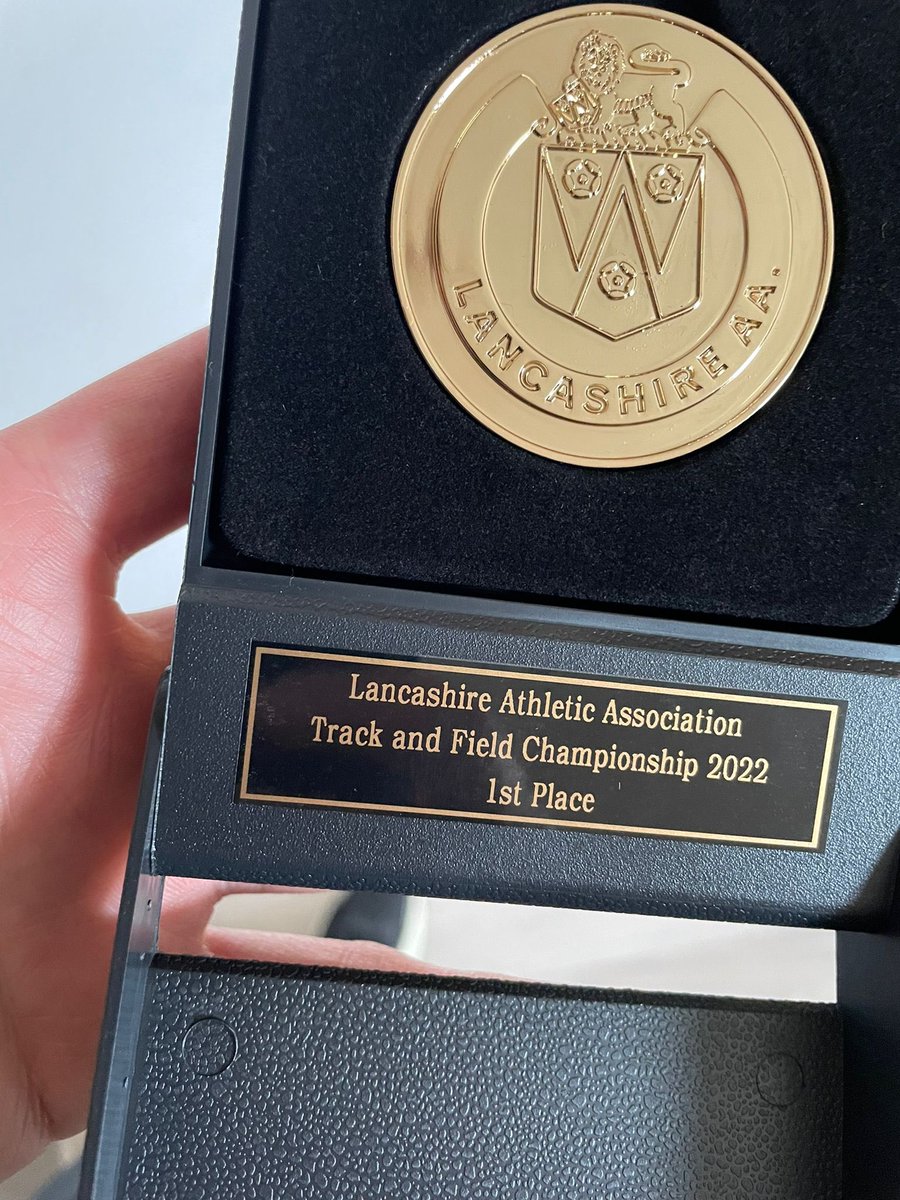 LANCASHIRE AA.
Lancashire Athletic Association
Track and Field Championship 2022
1st Place